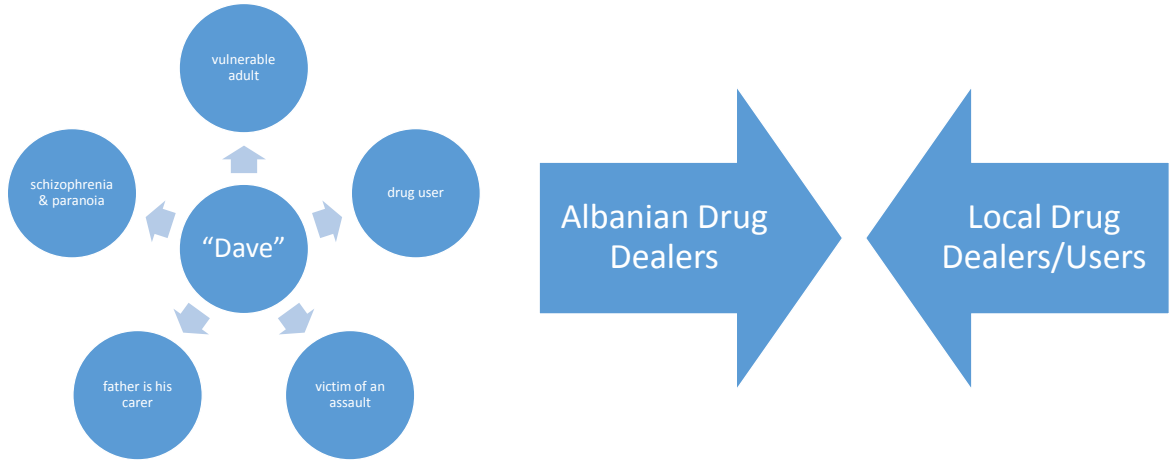 vulnerable
adult
schizophrenia
& paranoia
drug user
“Dave”
father is his
carer
victim of an
assault
Albanian Drug
Dealers
Local Drug
Dealers/Users